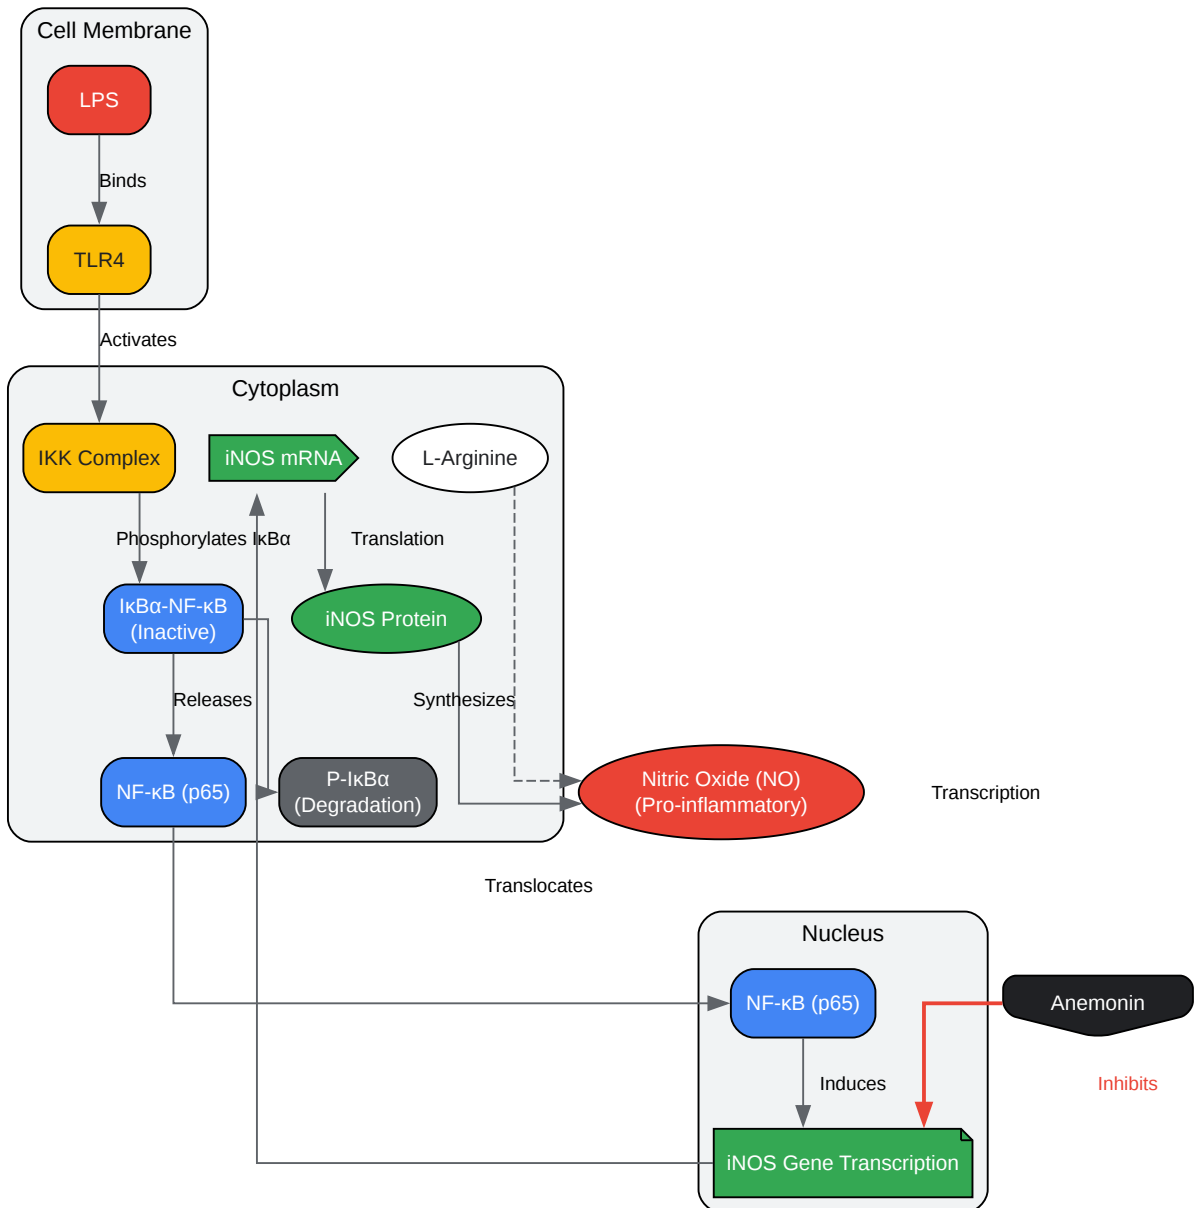 Cell Membrane
LPS
Binds
TLR4
Activates
Cytoplasm
IKK Complex
iNOS mRNA
L-Arginine
Phosphorylates IκBα
Translation
IκBα-NF-κB
(Inactive)
iNOS Protein
Releases
Synthesizes
NF-κB (p65)
P-IκBα
(Degradation)
Nitric Oxide (NO)
(Pro-inflammatory)
Transcription
Translocates
Nucleus
NF-κB (p65)
Anemonin
Induces
Inhibits
iNOS Gene Transcription